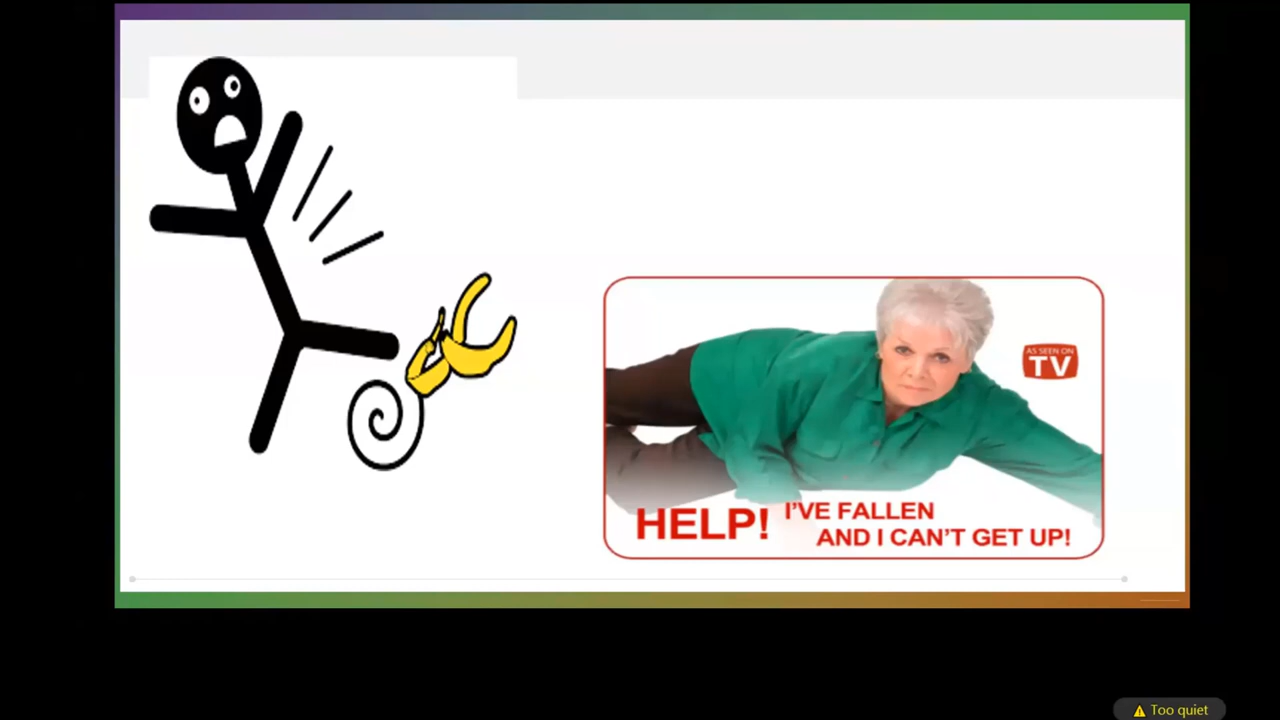 AS SEEN ON
TV
HELP! I'VE FALLEN
AND I CAN'T GET UP!
Too quiet